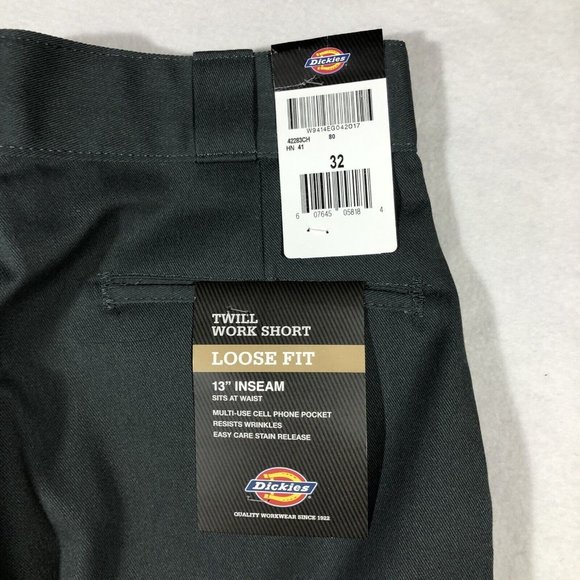 Dickies
W9414EG042017
42283CH 80
HN 41
32
6 07645 05818 4
TWILL
WORK SHORT
LOOSE FIT
13” INSEAM
SITS AT WAIST
MULTI-USE CELL PHONE POCKET
RESISTS WRINKLES
EASY CARE STAIN RELEASE
Dickies
QUALITY WORKWEAR SINCE 1922